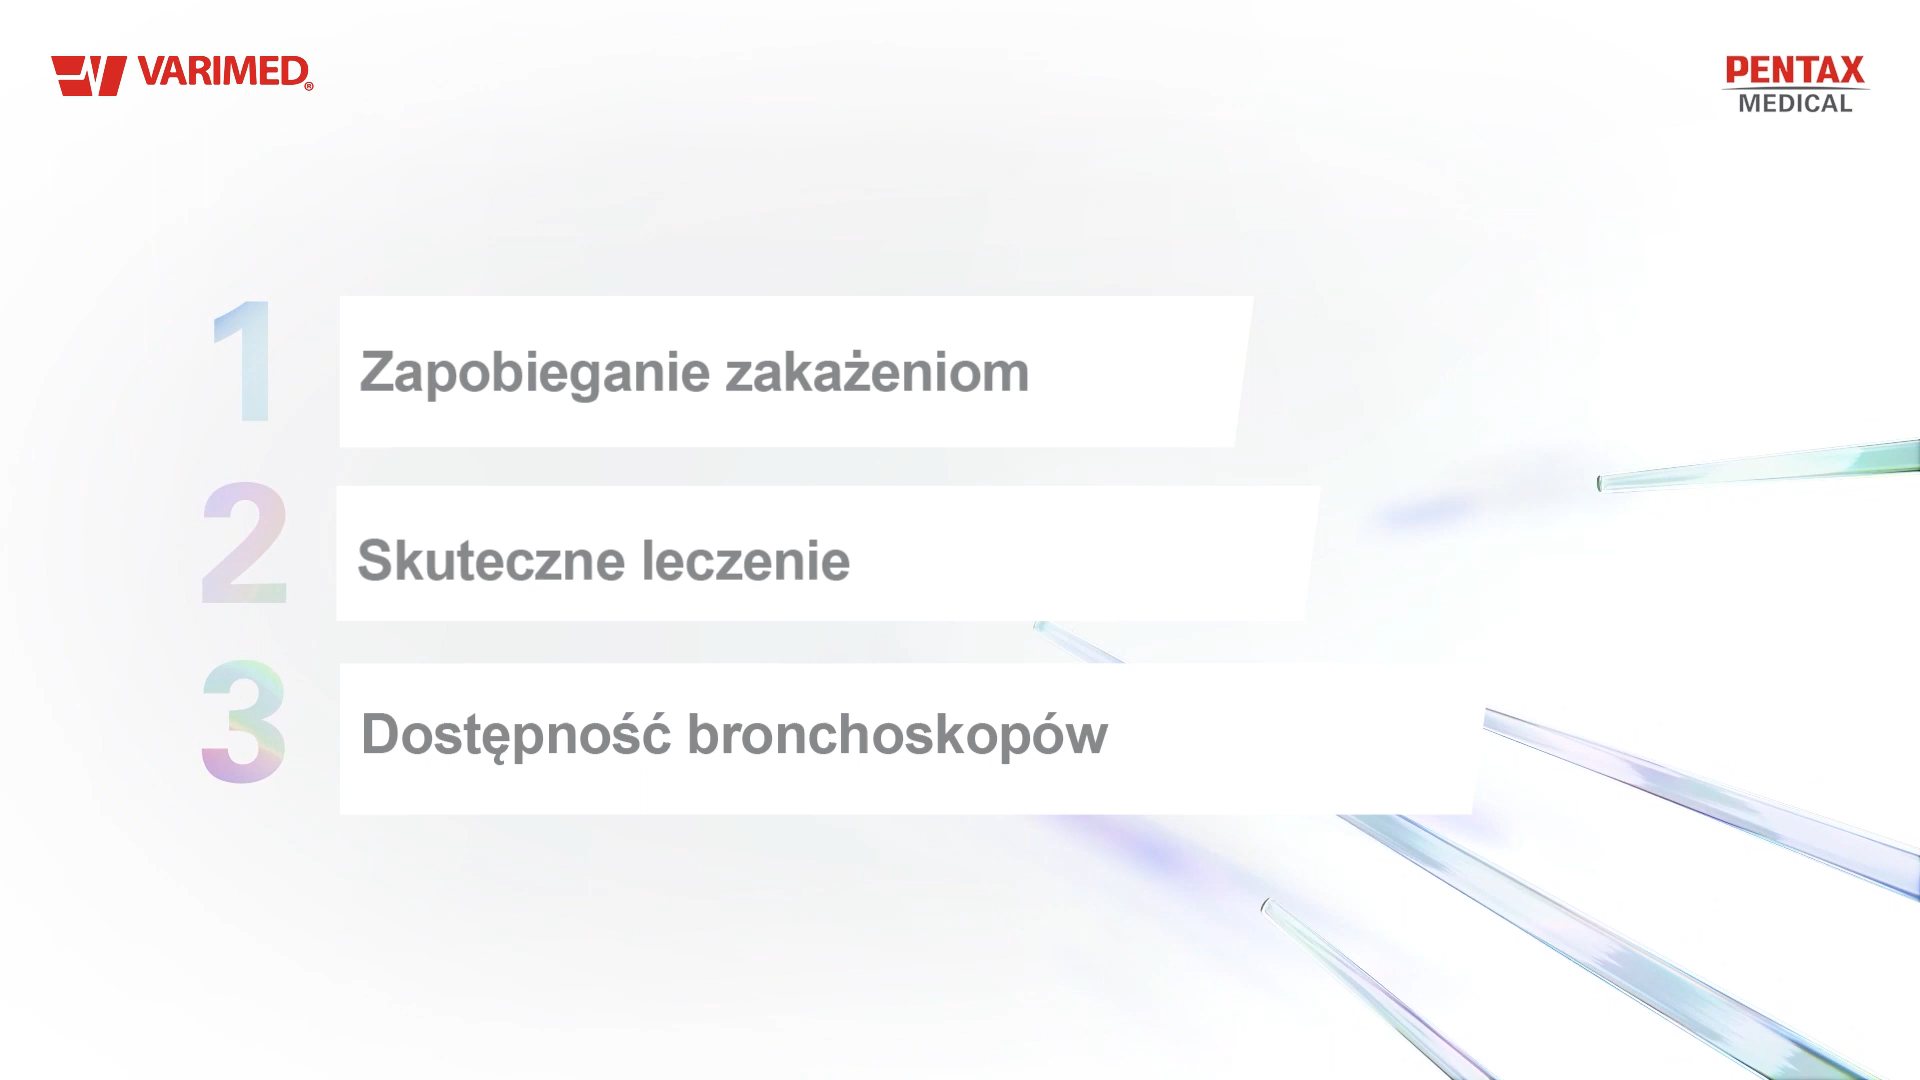 VARIMED®
PENTAX
MEDICAL
1 Zapobieganie zakażeniom
2 Skuteczne leczenie
3 Dostępność bronchoskopów